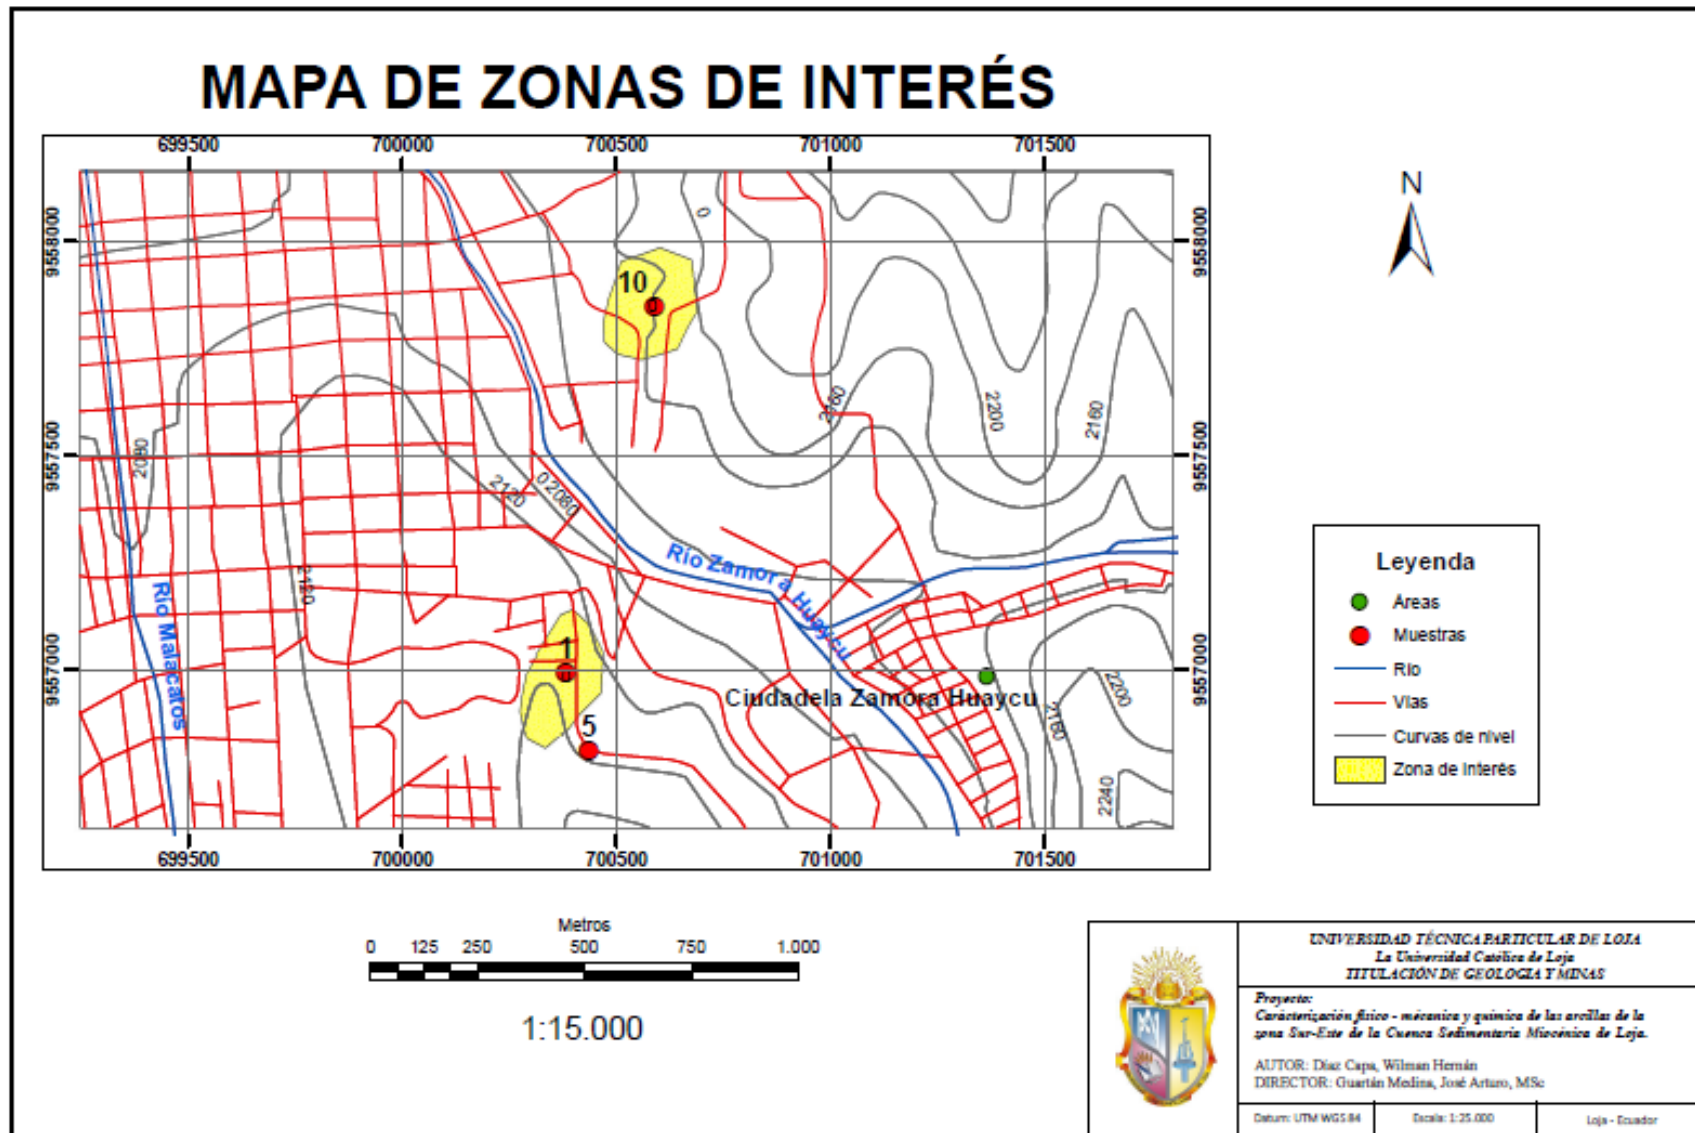 MAPA DE ZONAS DE INTERÉS
699500 700000 700500 701000 701500
9558000 9558000
9557500 9557500
9557000 9557000
699500 700000 700500 701000 701500
0
10
2160
2200
2160
2080
2120
0 2080
2120
Río Zamora Huaycu
Río Malacatos
1
5
Ciudadela Zamora Huaycu
2200
2160
2240
N
Leyenda
Areas
Muestras
Río
Vias
Curvas de nivel
Zona de Interés
Metros
0 125 250 500 750 1.000
1:15.000
UNIVERSIDAD TÉCNICA PARTICULAR DE LOJA
La Universidad Católica de Loja
TITULACIÓN DE GEOLOGIA Y MINAS
Proyecto:
Carácterización físico - mécanica y química de las arcillas de la
zona Sur-Este de la Cuenca Sedimentaria Miocénica de Loja.
AUTOR: Díaz Capa, Wilman Hernán
DIRECTOR: Guartán Medina, José Arturo, MSc
Datum: UTM WGS 84
Escala: 1:25.000
Loja - Ecuador